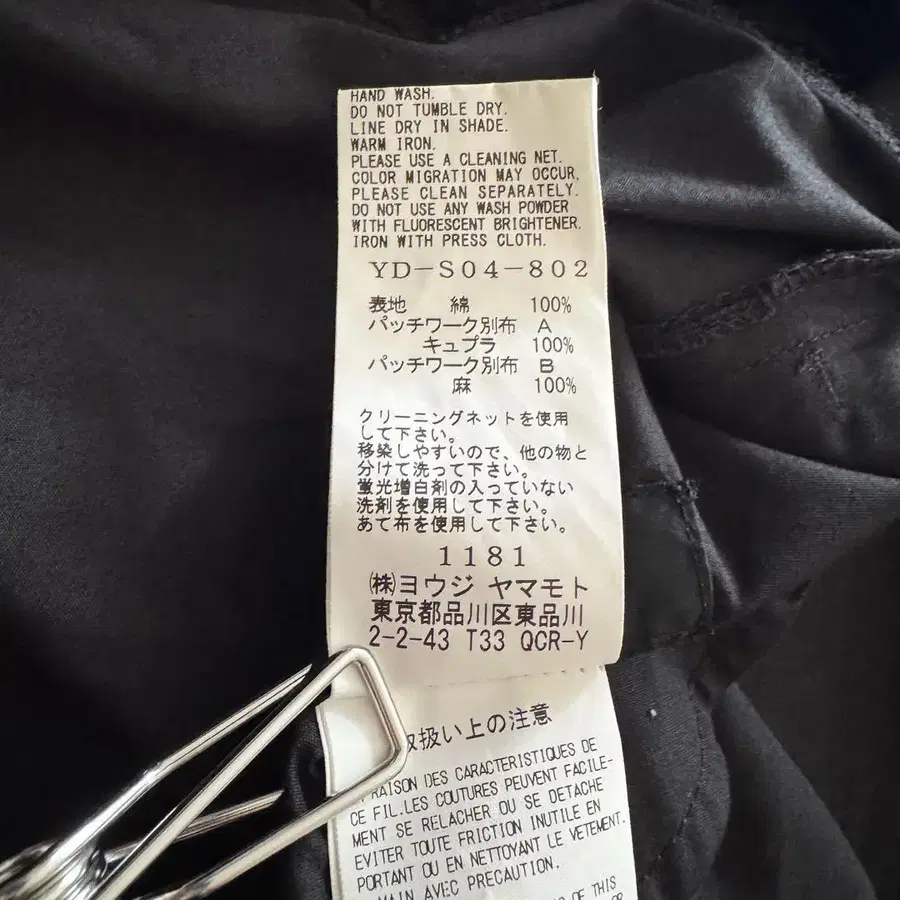 HAND WASH.
DO NOT TUMBLE DRY.
LINE DRY IN SHADE.
WARM IRON.
PLEASE USE A CLEANING NET.
COLOR MIGRATION MAY OCCUR,
PLEASE CLEAN SEPARATELY.
DO NOT USE ANY WASH POWDER
WITH FLUORESCENT BRIGHTENER.
IRON WITH PRESS CLOTH.
YD-S04-802
表地 綿 100%
パッチワーク別布 A
キュプラ 100%
パッチワーク別布 B
麻 100%
クリーニングネットを使用
して下さい。
移染しやすいので、他の物と
分けて洗って下さい。
蛍光増白剤の入っていない
洗剤を使用して下さい。
あて布を使用して下さい。
1181
㈱ヨウジ ヤマモト
東京都品川区東品川
2-2-43 T33 QCR-Y
取扱い上の注意
RAISON DES CARACTERISTIQUES DE
CE FIL.LES COUTURES PEUVENT FACILE-
MENT SE RELACHER OU SE DETACHE
EVITER TOUTE FRICTION INUTILE EN
PORTANT OU EN NETTOYANT LE VETEMENT.
MAIN AVEC PRECAUTION.
OF THIS